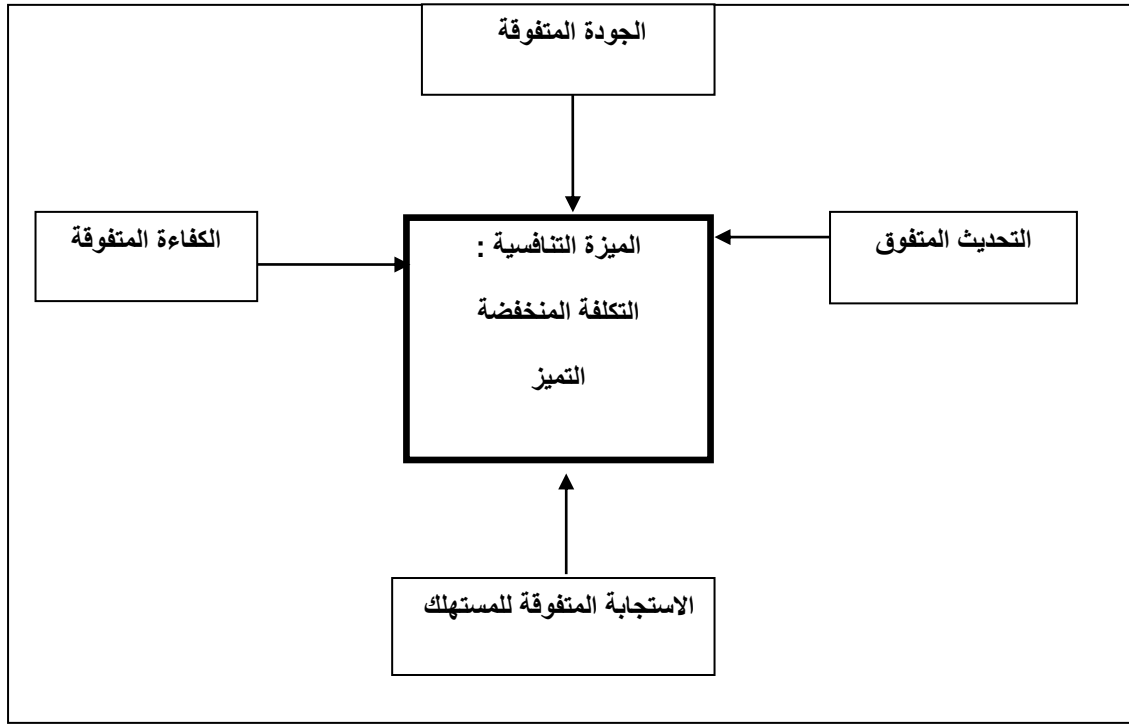 الجودة المتفوقة
التحديث المتفوق
الميزة التنافسية :
التكلفة المنخفضة
التميز
الكفاءة المتفوقة
الاستجابة المتفوقة للمستهلك